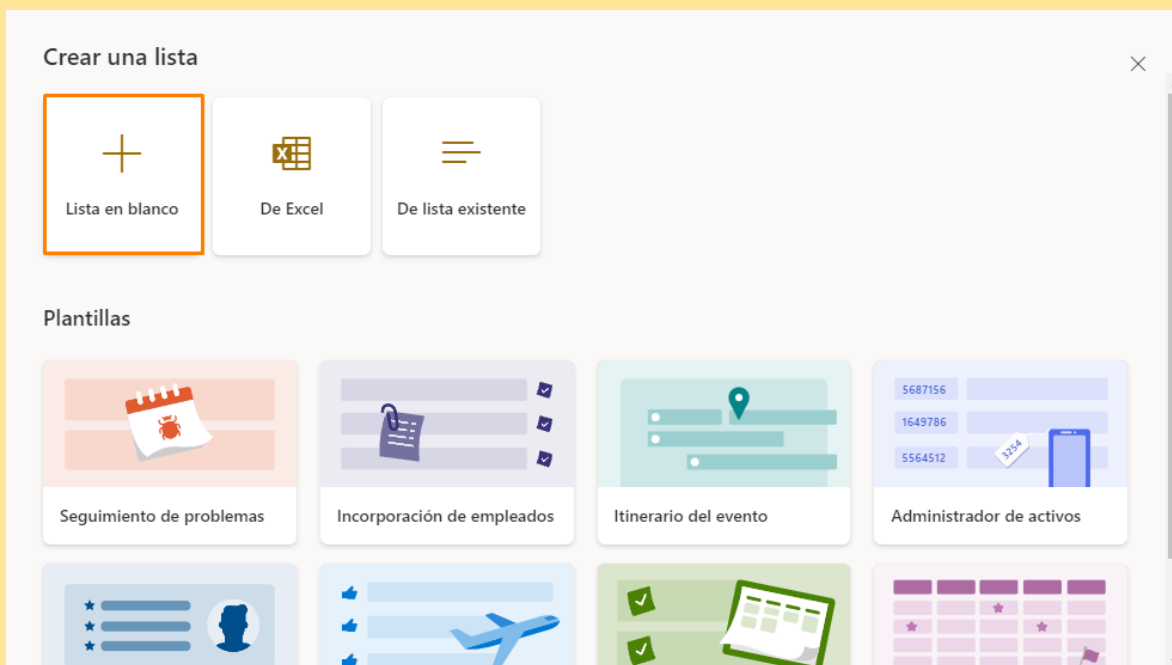 Crear una lista
Lista en blanco
De Excel
De lista existente
Plantillas
5687156
1649786
5564512
3254
Seguimiento de problemas
Incorporación de empleados
Itinerario del evento
Administrador de activos